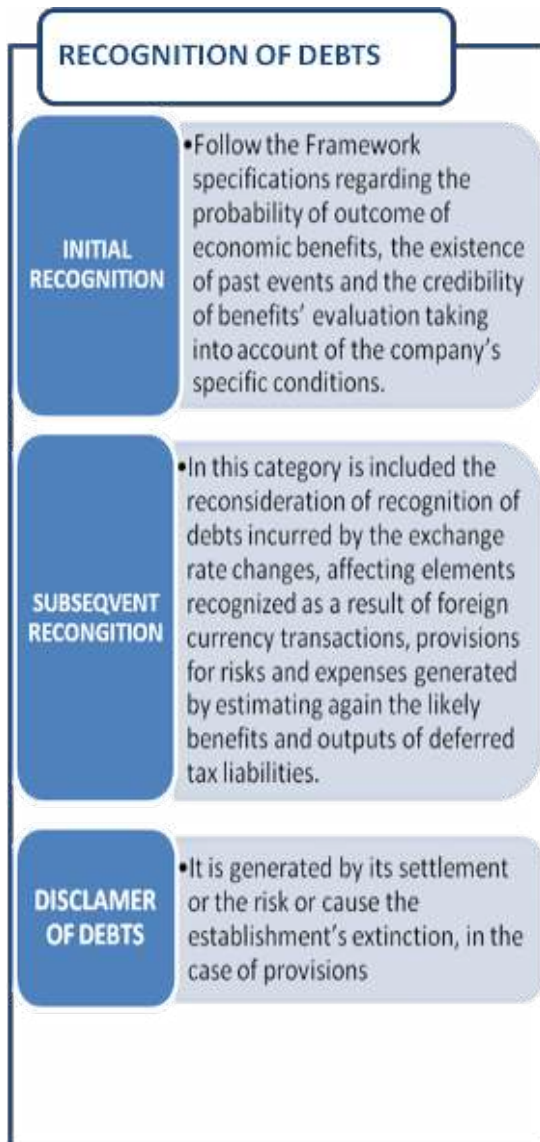 RECOGNITION OF DEBTS
INITIAL
RECOGNITION
•Follow the Framework
specifications regarding the
probability of outcome of
economic benefits, the existence
of past events and the credibility
of benefits' evaluation taking
into account of the company's
specific conditions.
SUBSEQVENT
RECONGITION
•In this category is included the
reconsideration of recognition of
debts incurred by the exchange
rate changes, affecting elements
recognized as a result of foreign
currency transactions, provisions
for risks and expenses generated
by estimating again the likely
benefits and outputs of deferred
tax liabilities.
DISCLAMER
OF DEBTS
•It is generated by its settlement
or the risk or cause the
establishment's extinction, in the
case of provisions